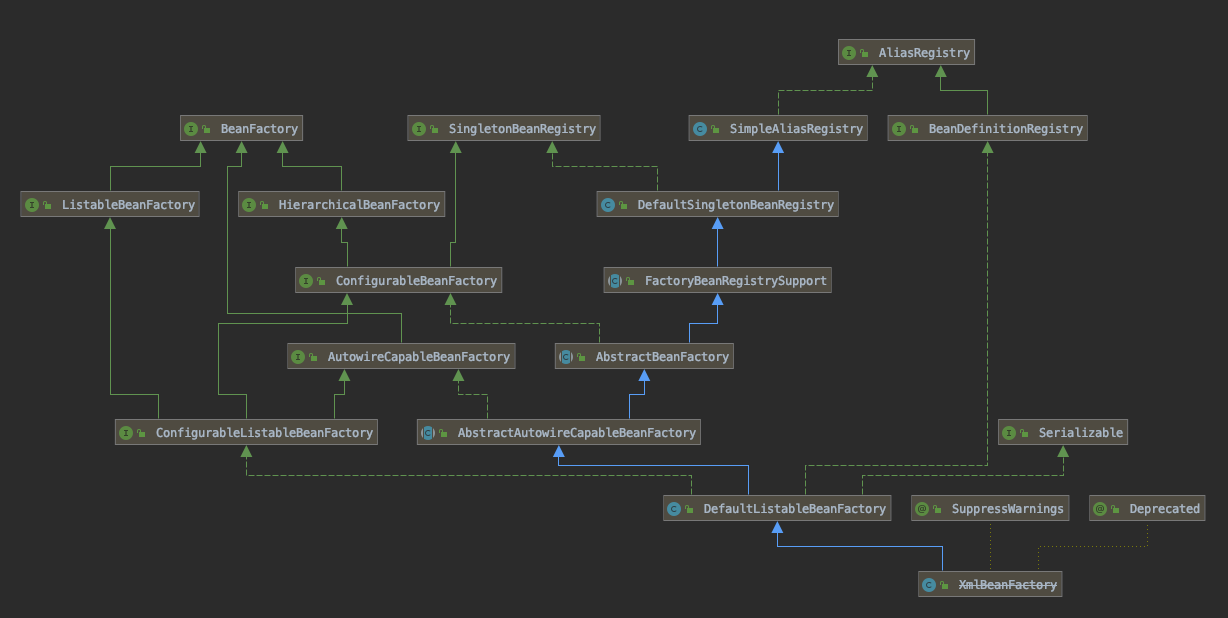 AliasRegistry
BeanFactory
SingletonBeanRegistry
SimpleAliasRegistry
BeanDefinitionRegistry
ListableBeanFactory
HierarchicalBeanFactory
DefaultSingletonBeanRegistry
ConfigurableBeanFactory
FactoryBeanRegistrySupport
AutowireCapableBeanFactory
AbstractBeanFactory
ConfigurableListableBeanFactory
AbstractAutowireCapableBeanFactory
Serializable
DefaultListableBeanFactory
SuppressWarnings
Deprecated
XmlBeanFactory